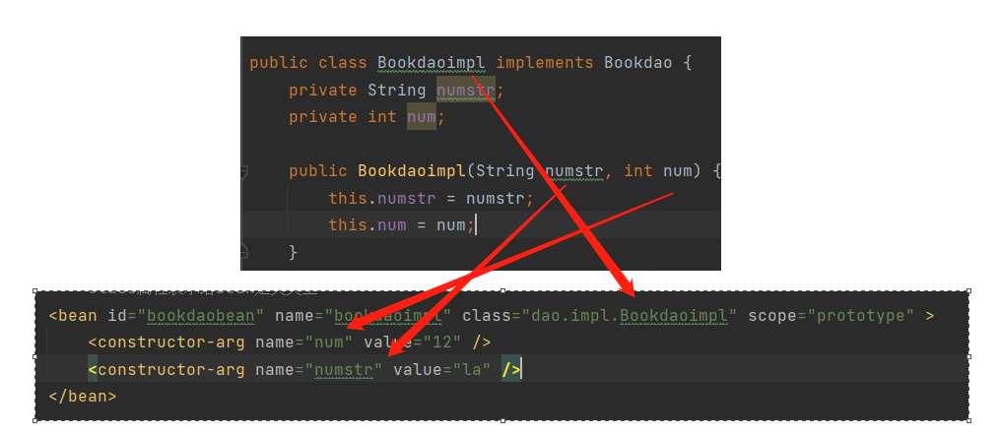 public class Bookdaoimpl implements Bookdao {
private String numstr;
private int num;
public Bookdaoimpl(String numstr, int num) {
this.numstr = numstr;
this.num = num;
}
<bean id="bookdaobean" name="bookdaoimpl" class="dao.impl.Bookdaoimpl" scope="prototype" >
<constructor-arg name="num" value="12" />
<constructor-arg name="numstr" value="la" />
</bean>